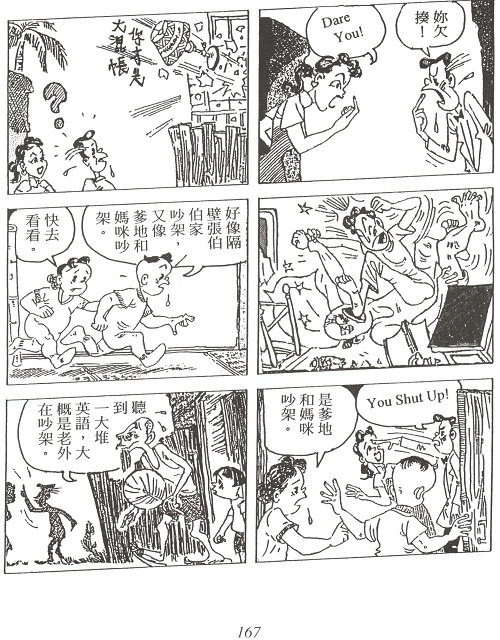 妳欠
揍！
Dare
You!
你才是
大混帳
?
好像隔
壁張伯
伯家
吵架，
又像
爹地和
媽咪吵
架。
快去
看看。
You Shut Up!
是爹地
和媽咪
吵架。
聽
到
一大堆
英語，大
概是老外
在吵架。
167